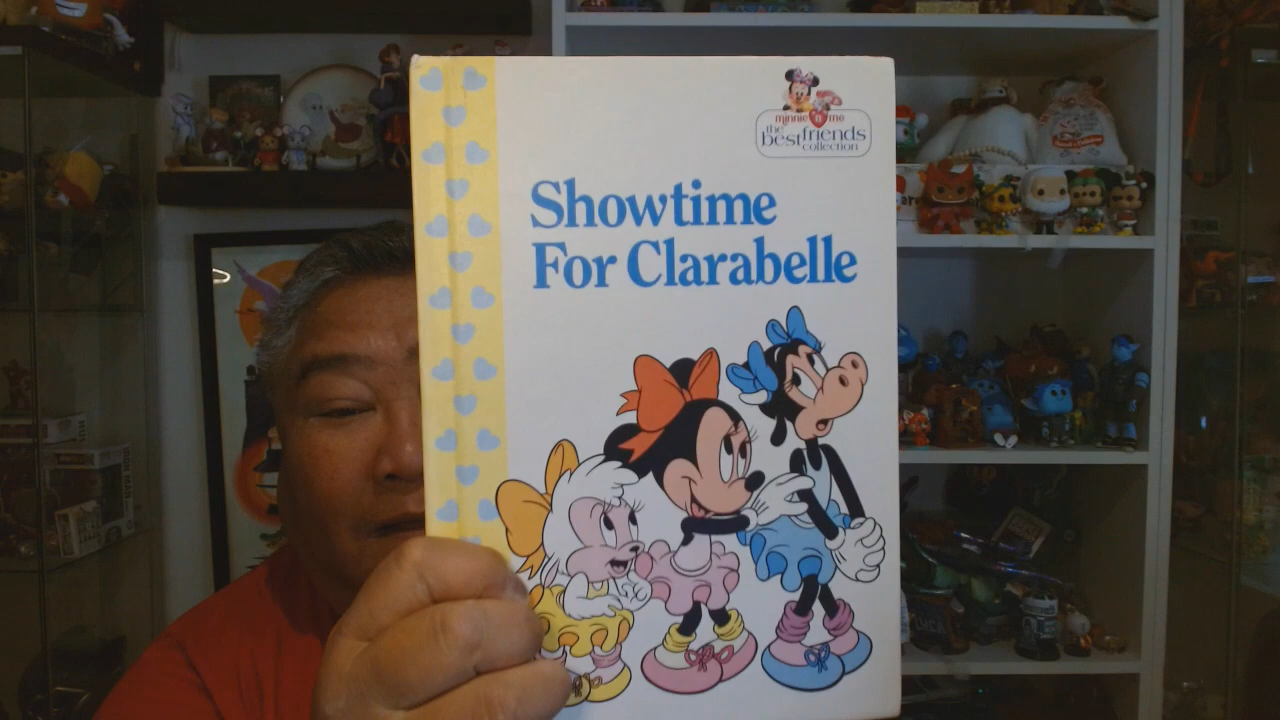 minnie 'n me
the
best friends
collection
Showtime
For Clarabelle